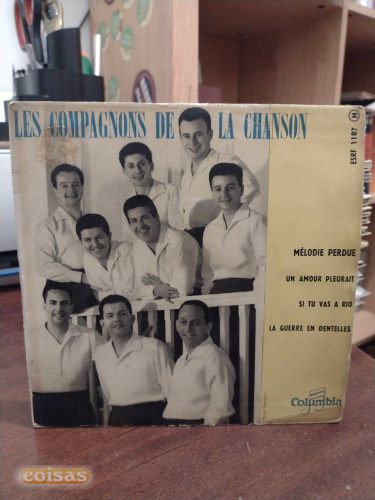 LES COMPAGNONS DE LA CHANSON
ESRF 1187 M
MÉLODIE PERDUE
UN AMOUR PLEURAIT
SI TU VAS A RIO
LA GUERRE EN DENTELLES
Columbia
coisas